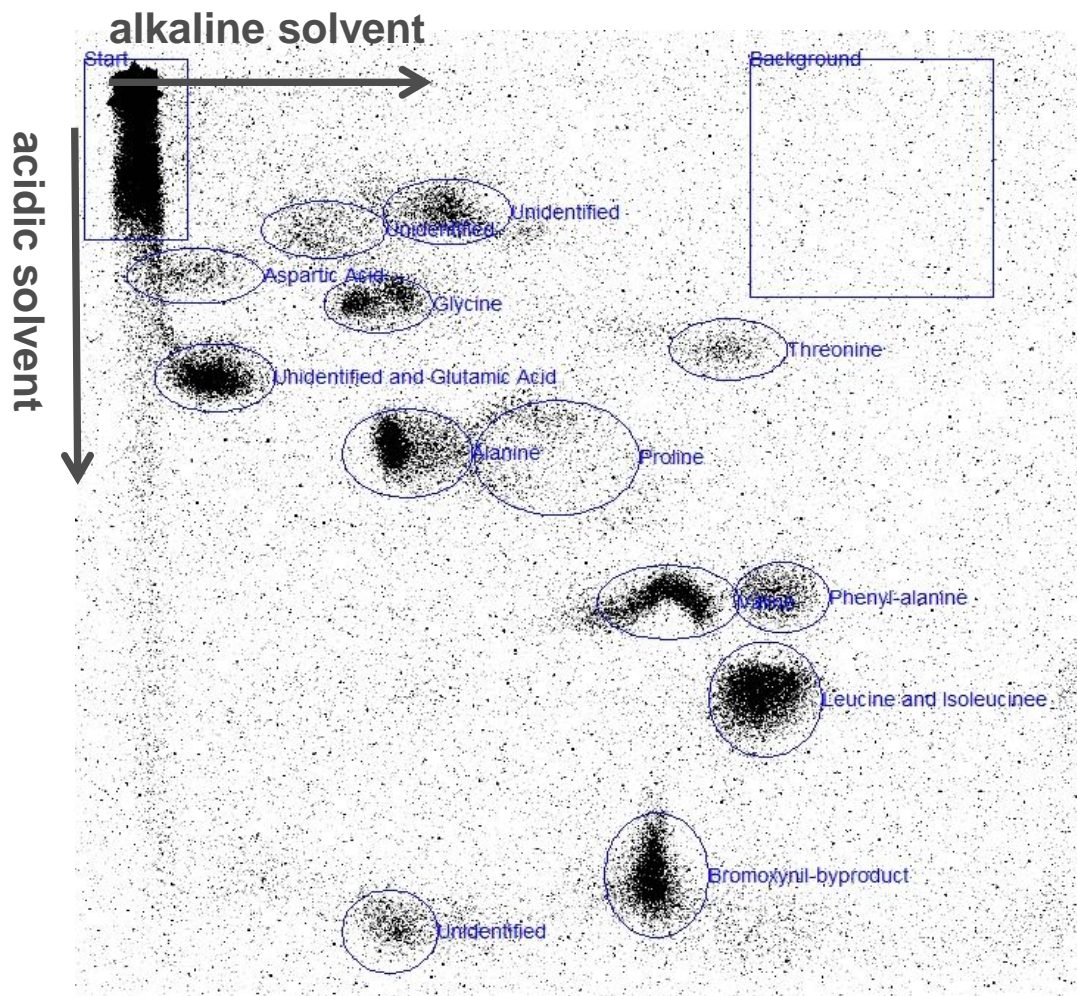 alkaline solvent
acidic solvent
Start
Background
Unidentified
Unidentified
Aspartic Acid
Glycine
Threonine
Unidentified and Glutamic Acid
Alanine
Proline
Valine
Phenyl-alanine
Leucine and Isoleucinee
Bromoxynil-byproduct
Unidentified